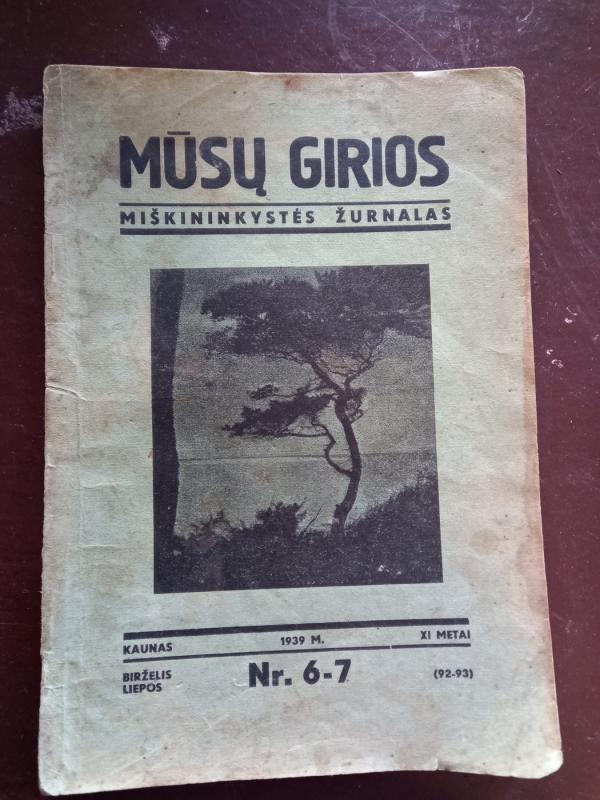 MŪSŲ GIRIOS
MIŠKININKYSTĖS ŽURNALAS
KAUNAS 1939 M. XI METAI
BIRŽELIS
LIEPOS
Nr. 6-7
(92-93)